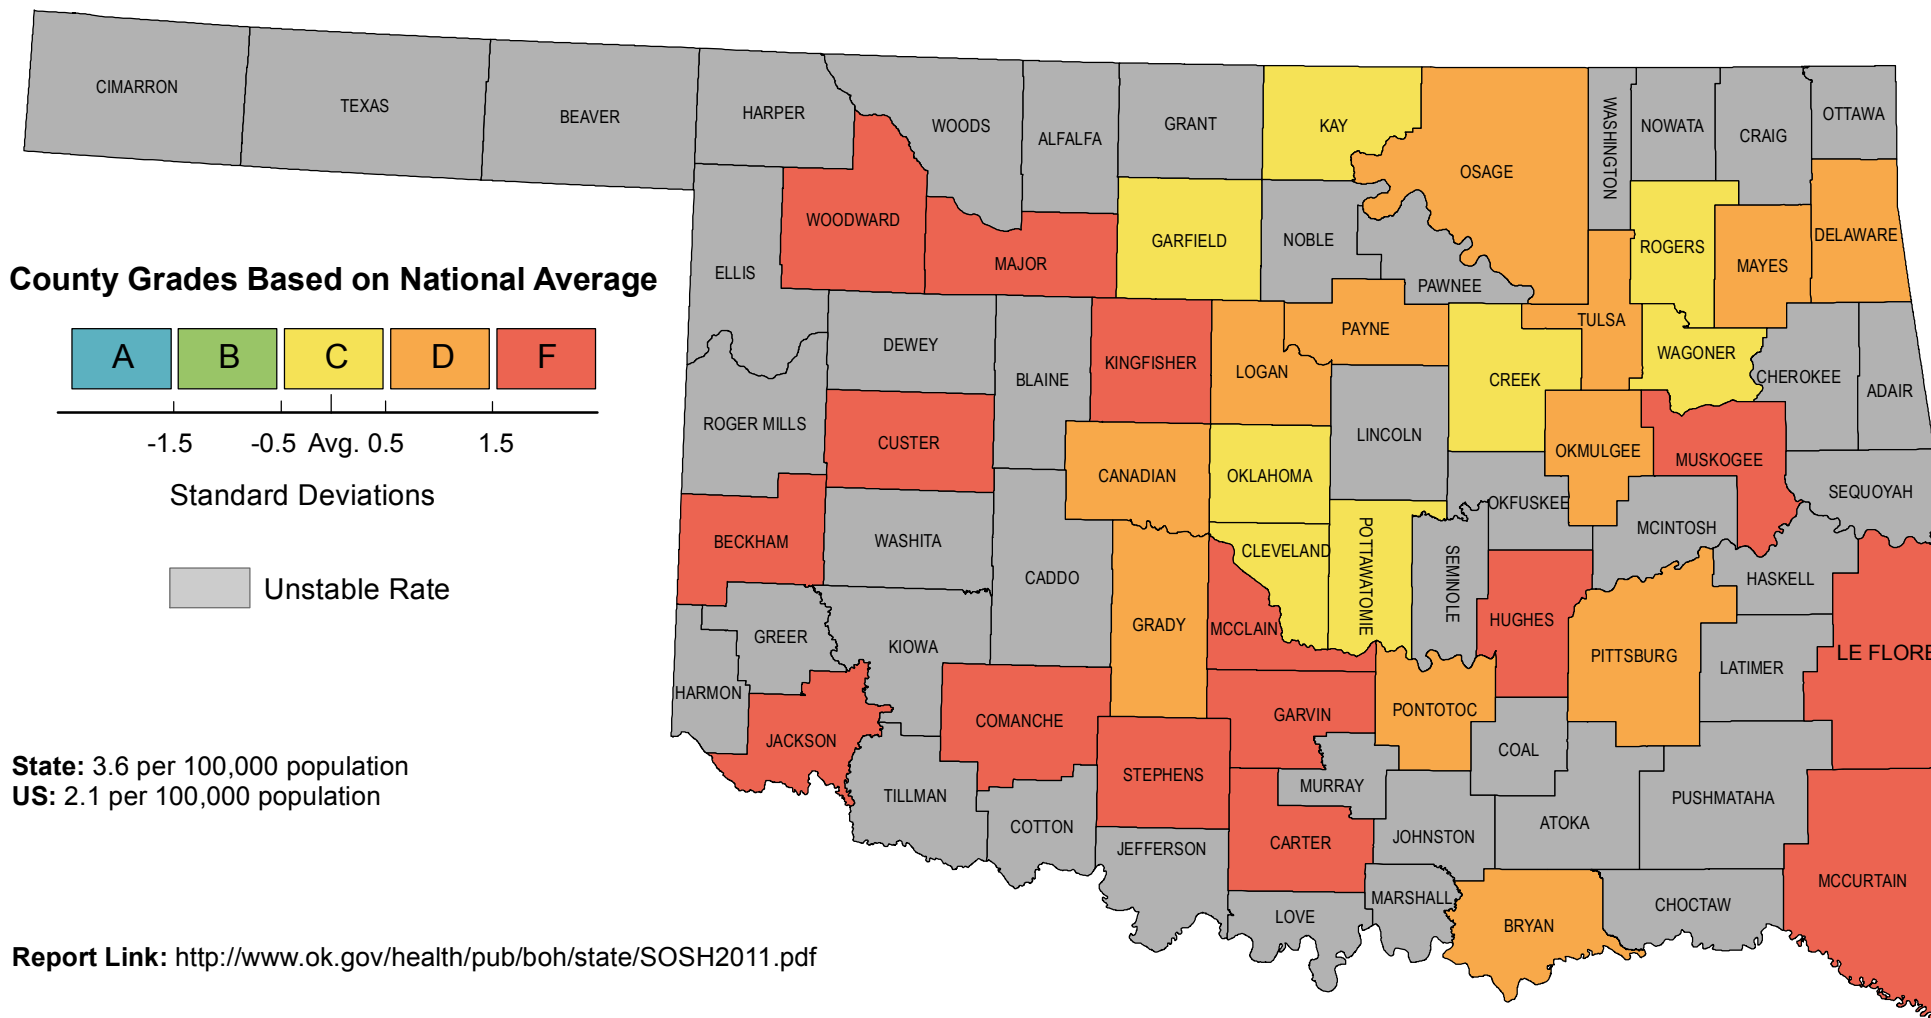 CIMARRON
TEXAS
BEAVER
HARPER
WOODS
ALFALFA
GRANT
KAY
OSAGE
WASHINGTON
NOWATA
CRAIG
OTTAWA
WOODWARD
MAJOR
GARFIELD
NOBLE
PAWNEE
ROGERS
MAYES
DELAWARE
ELLIS
County Grades Based on National Average
A B C D F
-1.5 -0.5 Avg. 0.5 1.5
Standard Deviations
Unstable Rate
DEWEY
BLAINE
KINGFISHER
LOGAN
PAYNE
CREEK
TULSA
WAGONER
CHEROKEE
ADAIR
ROGER MILLS
CUSTER
CANADIAN
OKLAHOMA
LINCOLN
OKMULGEE
MUSKOGEE
SEQUOYAH
OKFUSKEE
MCINTOSH
BECKHAM
WASHITA
CADDO
GRADY
CLEVELAND
POTTAWATOMIE
SEMINOLE
HUGHES
HASKELL
MCCLAIN
PITTSBURG
LATIMER
LE FLORE
GREER
KIOWA
HARMON
JACKSON
COMANCHE
GARVIN
PONTOTOC
COAL
STEPHENS
MURRAY
TILLMAN
COTTON
JEFFERSON
CARTER
JOHNSTON
ATOKA
PUSHMATAHA
MCCURTAIN
MARSHALL
LOVE
BRYAN
CHOCTAW
State: 3.6 per 100,000 population
US: 2.1 per 100,000 population
Report Link: http://www.ok.gov/health/pub/boh/state/SOSH2011.pdf